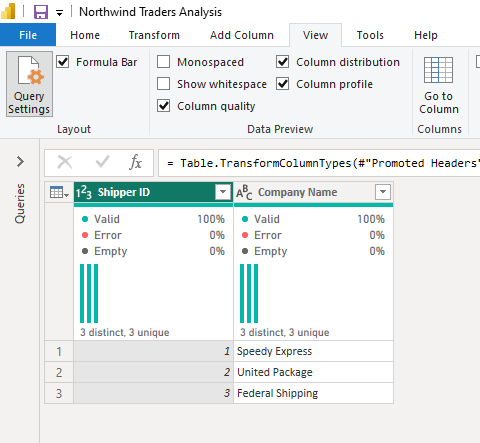 Northwind Traders Analysis
File Home Transform Add Column View Tools Help
Query Settings
Formula Bar
Monospaced
Show whitespace
Column quality
Column distribution
Column profile
Go to Column
Layout Data Preview Columns
fx = Table.TransformColumnTypes(#"Promoted Headers"
Queries
1²3 Shipper ID ABC Company Name
Valid 100% Valid 100%
Error 0% Error 0%
Empty 0% Empty 0%
3 distinct, 3 unique 3 distinct, 3 unique
1 1 Speedy Express
2 2 United Package
3 3 Federal Shipping